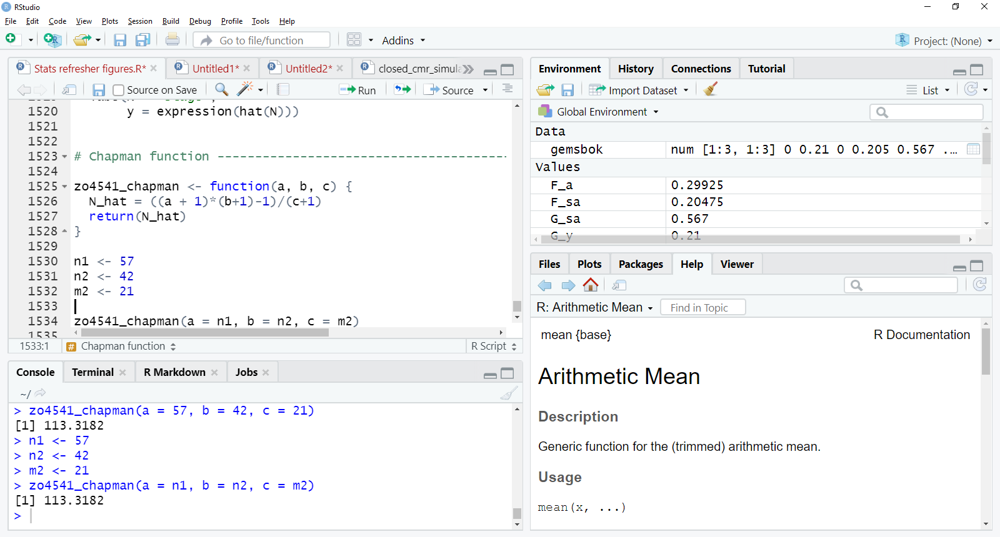 RStudio
File Edit Code View Plots Session Build Debug Profile Tools Help
Go to file/function Addins Project: (None)
Stats refresher figures.R* Untitled1* Untitled2* closed_cmr_simula
Source on Save Run Source
1520 y = expression(hat(N)))
1521
1522
1523 # Chapman function ---------------------------------------
1524
1525 zo4541_chapman <- function(a, b, c) {
1526 N_hat = ((a + 1)*(b+1)-1)/(c+1)
1527 return(N_hat)
1528 }
1529
1530 n1 <- 57
1531 n2 <- 42
1532 m2 <- 21
1533
1534 zo4541_chapman(a = n1, b = n2, c = m2)
1535
1533:1 # Chapman function R Script
Console Terminal R Markdown Jobs
~/
> zo4541_chapman(a = 57, b = 42, c = 21)
[1] 113.3182
> n1 <- 57
> n2 <- 42
> m2 <- 21
> zo4541_chapman(a = n1, b = n2, c = m2)
[1] 113.3182
>
Environment History Connections Tutorial
Import Dataset List
Global Environment
Data
gemsbok num [1:3, 1:3] 0 0.21 0 0.205 0.567 ...
Values
F_a 0.29925
F_sa 0.20475
G_sa 0.567
G_y 0.21
Files Plots Packages Help Viewer
R: Arithmetic Mean Find in Topic
mean {base} R Documentation
Arithmetic Mean
Description
Generic function for the (trimmed) arithmetic mean.
Usage
mean(x, ...)